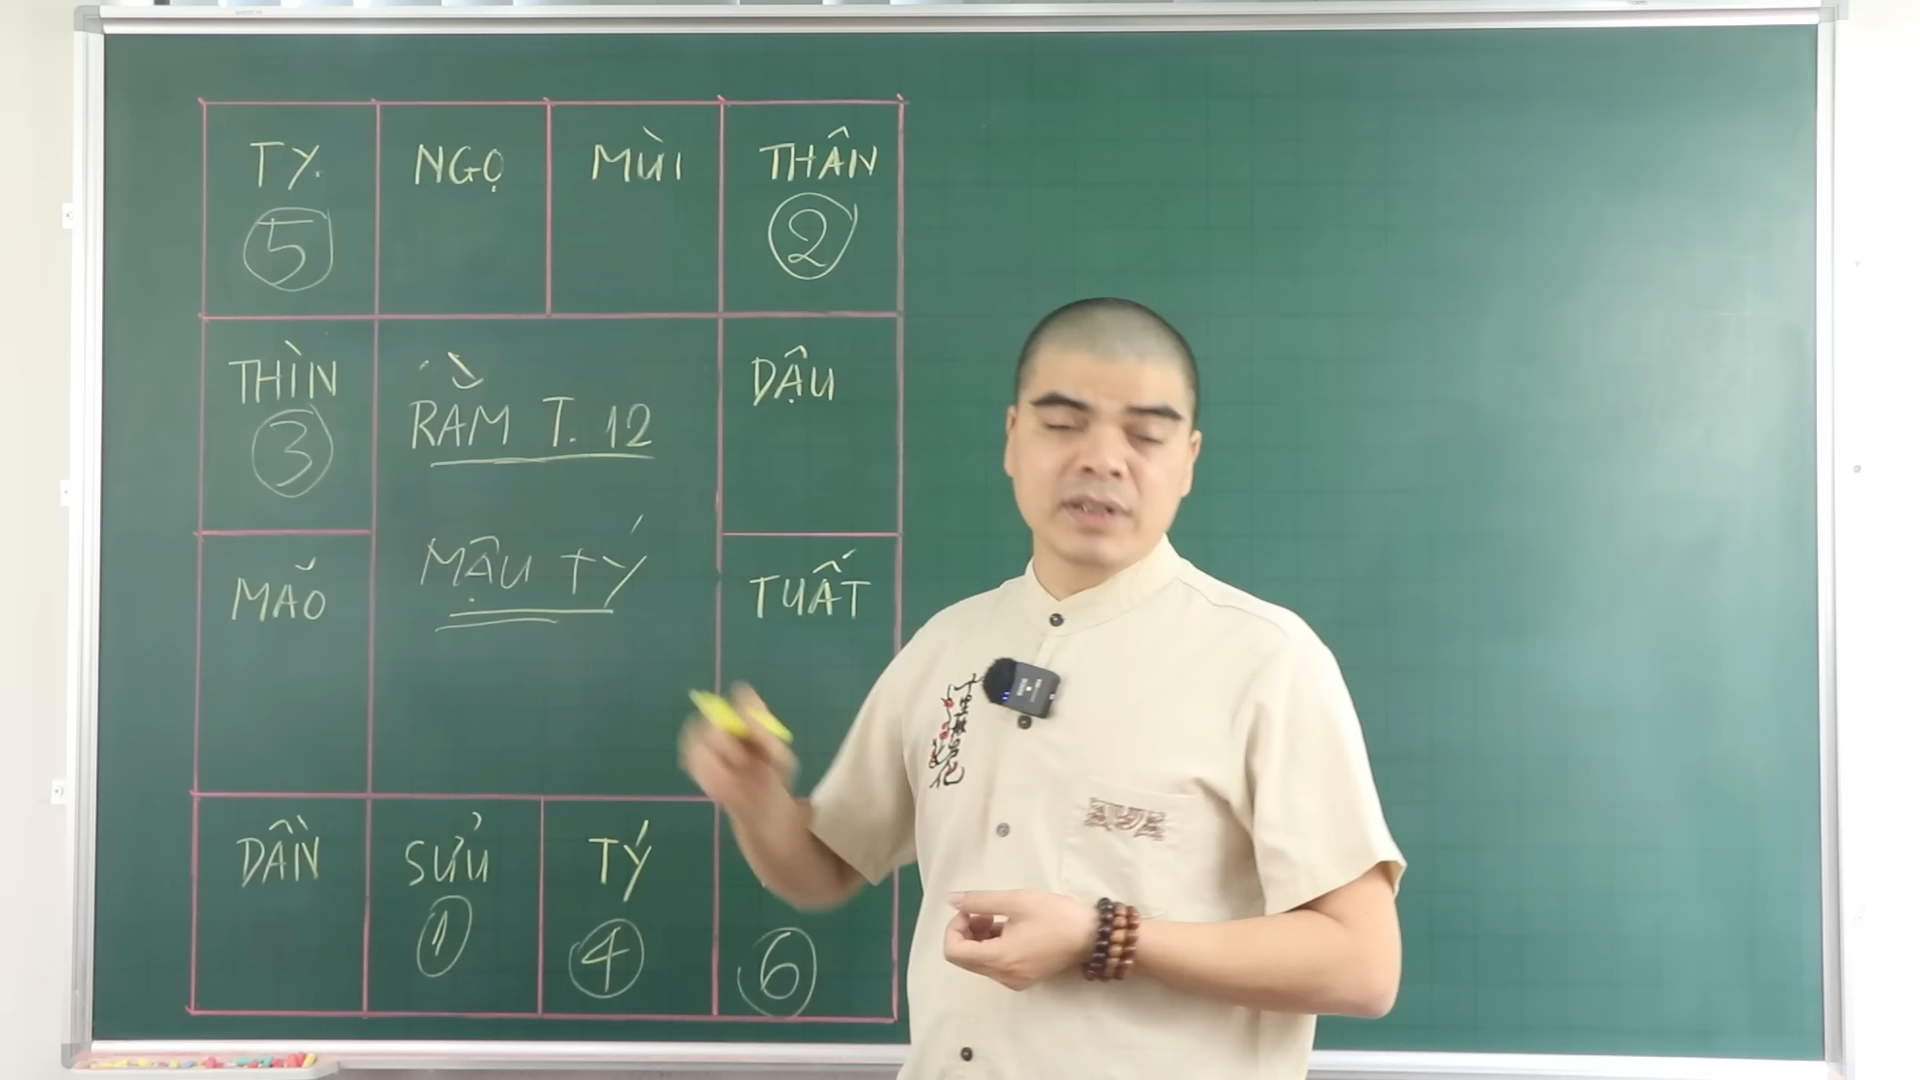 TỴ NGỌ MÙI THÂN
5 2
THÌN DẬU
3
RẰM T. 12
MẬU TÝ
MÃO TUẤT
DẦN SỬU TÝ
1 4 6